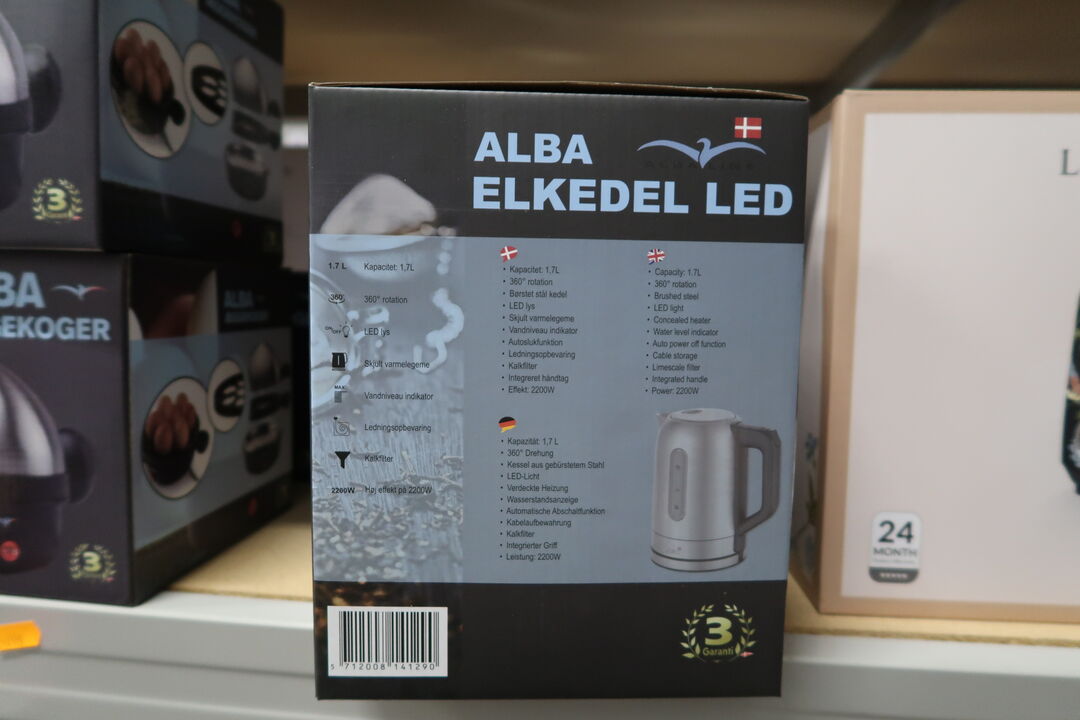 ALBA
ELKEDEL LED
1.7 L Kapacitet: 1,7L
360° 360° rotation
LED lys
Skjult varmelegeme
MAX
Vandniveau indikator
Ledningsopbevaring
Kalkfilter
2200W Høj effekt på 2200W
• Kapacitet: 1,7L
• 360° rotation
• Børstet stål kedel
• LED lys
• Skjult varmelegeme
• Vandniveau indikator
• Autoslukfunktion
• Ledningsopbevaring
• Kalkfilter
• Integreret håndtag
• Effekt: 2200W
• Capacity: 1.7L
• 360° rotation
• Brushed steel
• LED light
• Concealed heater
• Water level indicator
• Auto power off function
• Cable storage
• Limescale filter
• Integrated handle
• Power: 2200W
• Kapazität: 1,7 L
• 360° Drehung
• Kessel aus gebürstetem Stahl
• LED-Licht
• Verdeckte Heizung
• Wasserstandsanzeige
• Automatische Abschaltfunktion
• Kabelaufbewahrung
• Kalkfilter
• Integrierter Griff
• Leistung: 2200W
5 712008 141290
3
Garanti
3
BA
EKOGER
ALBA
3
L
24
MONTH